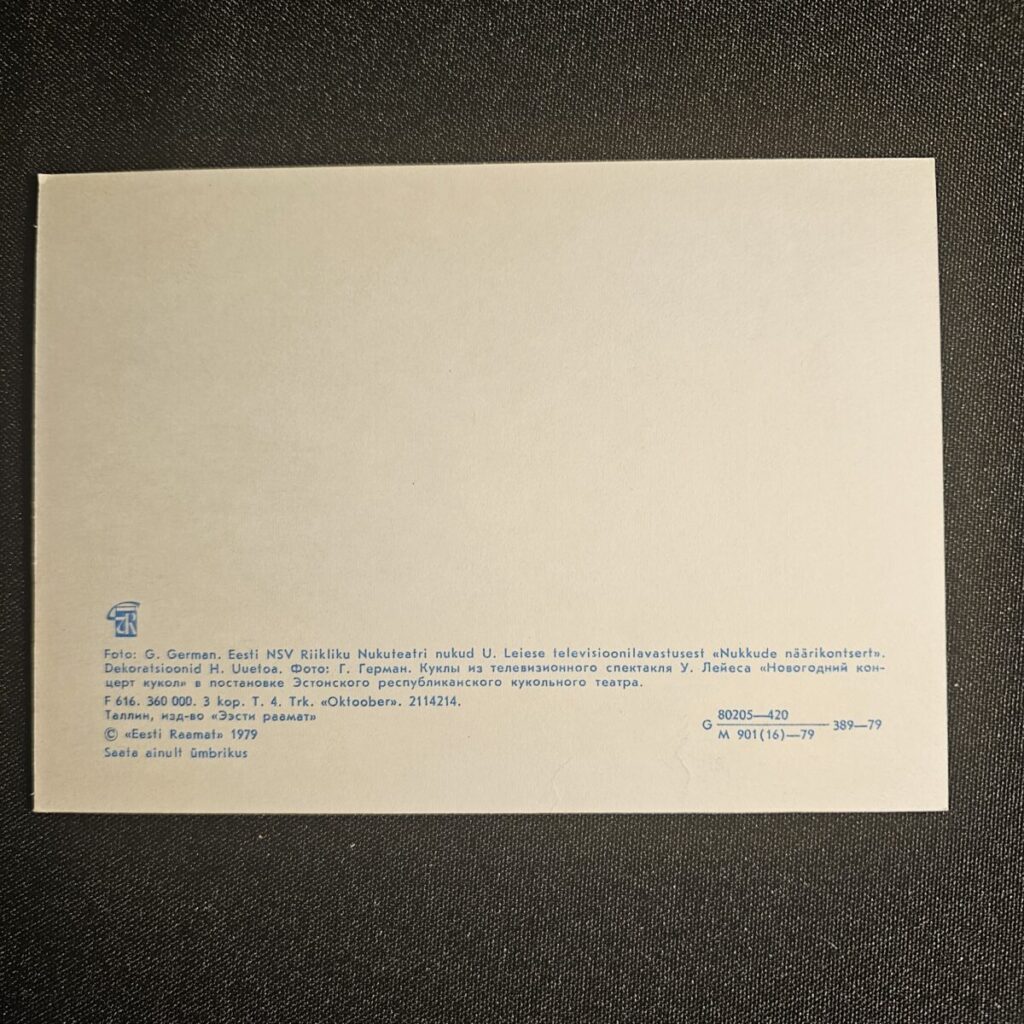 ER
Foto: G. German. Eesti NSV Riikliku Nukuteatri nukud U. Leiese televisioonilavastusest «Nukkude näärikontsert».
Dekoratsioonid H. Uuetoa. Фото: Г. Герман. Куклы из телевизионного спектакля У. Лейеса «Новогодний кон-
церт кукол» в постановке Эстонского республиканского кукольного театра.
F 616. 360 000. 3 kop. T. 4. Trk. «Oktoober». 2114214.
Таллин, изд-во «Ээсти раамат»
© «Eesti Raamat» 1979
Saata ainult ümbrikus
G 80205—420 389—79
M 901(16)—79